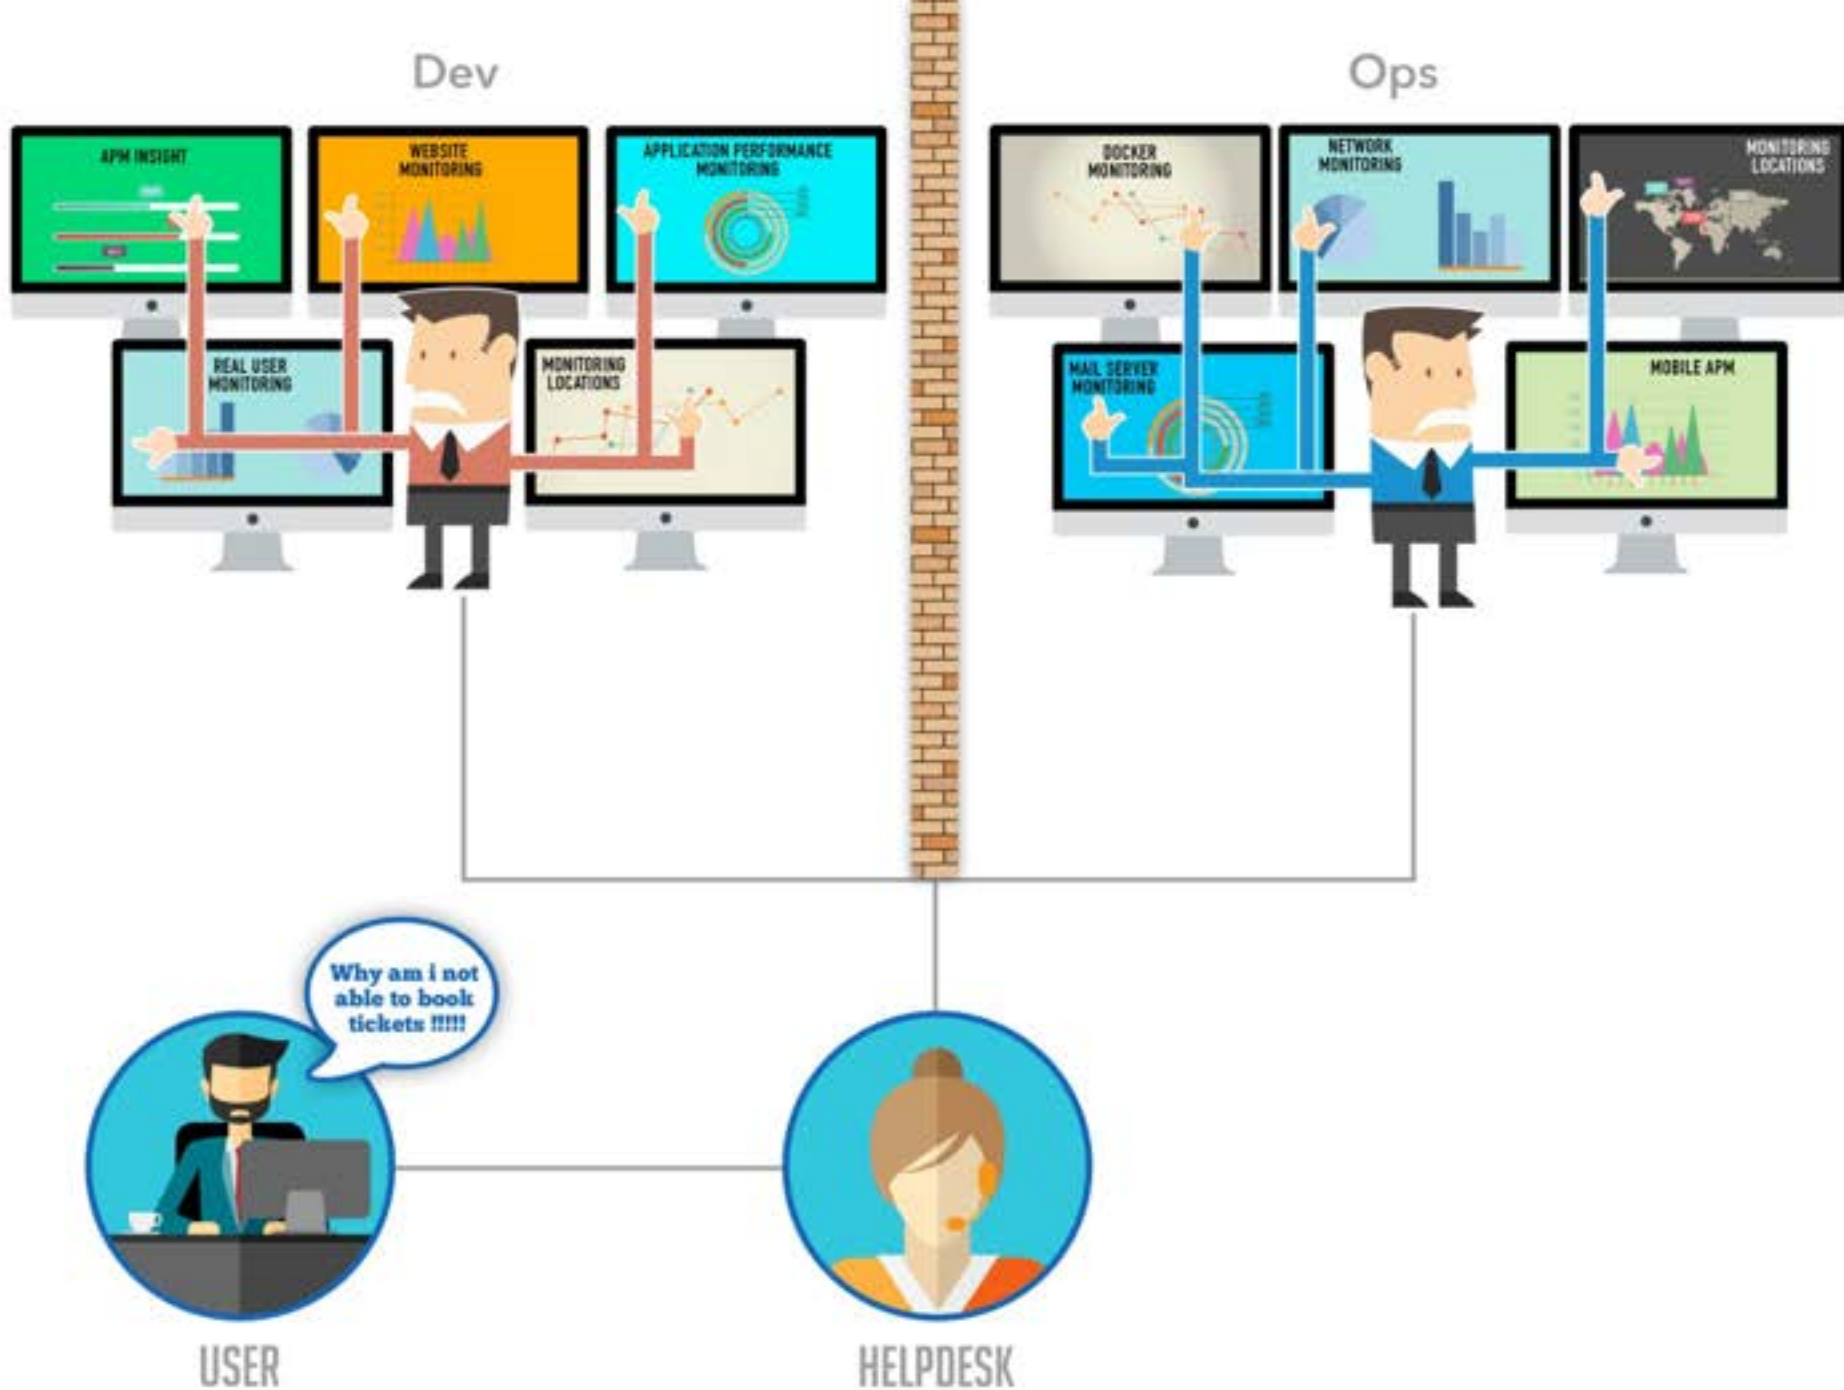 Dev
APM INSIGHT
WEBSITE
MONITORING
APPLICATION PERFORMANCE
MONITORING
REAL USER
MONITORING
MONITORING
LOCATIONS
Ops
DOCKER
MONITORING
NETWORK
MONITORING
MONITORING
LOCATIONS
MAIL SERVER
MONITORING
MOBILE APM
Why am i not
able to book
tickets !!!!!
USER
HELPDESK